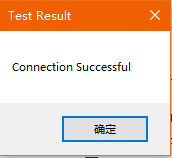 Test Result
Connection Successful
确定